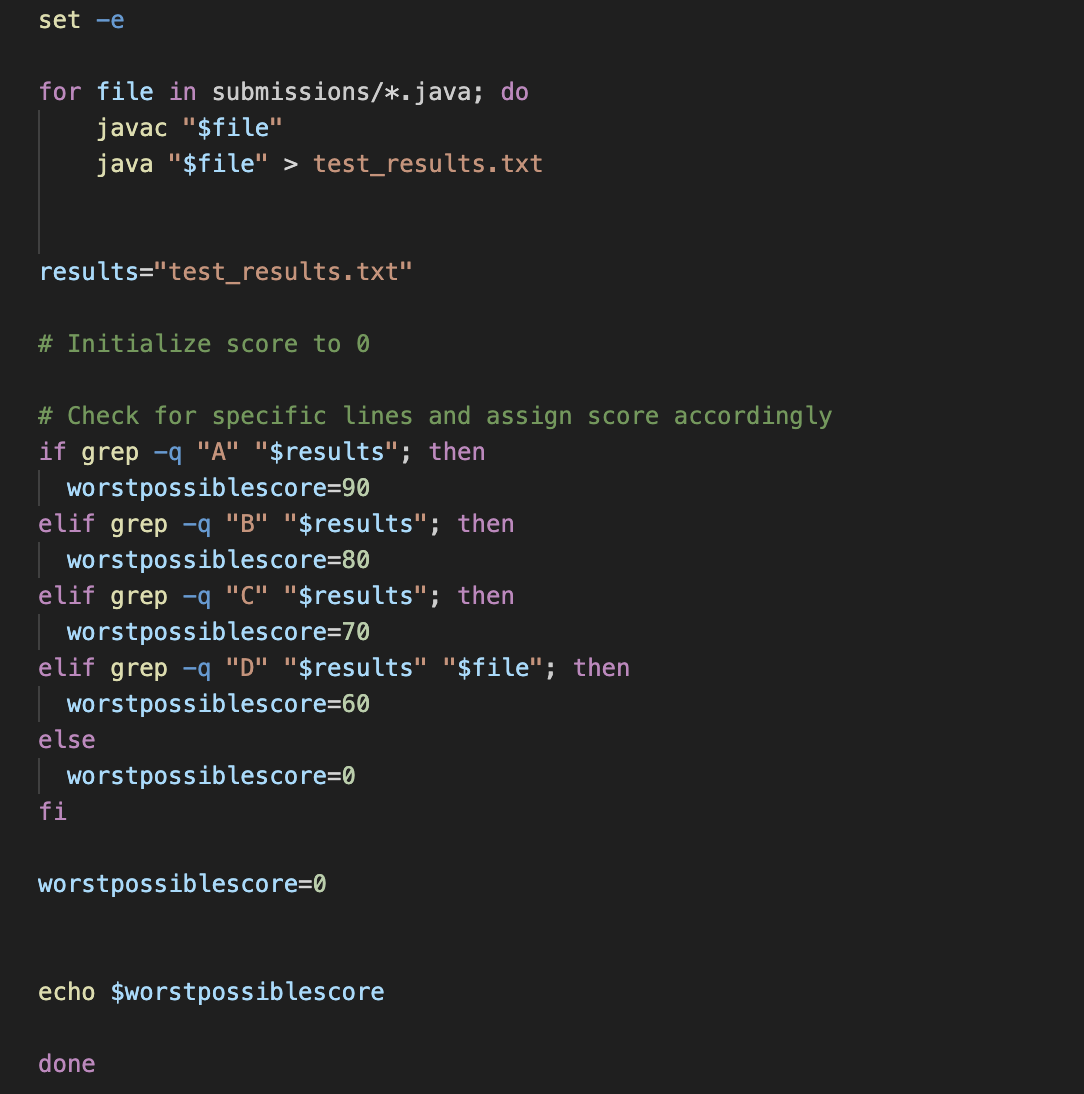 set -e
for file in submissions/*.java; do
javac "$file"
java "$file" > test_results.txt
results="test_results.txt"
# Initialize score to 0
# Check for specific lines and assign score accordingly
if grep -q "A" "$results"; then
worstpossiblescore=90
elif grep -q "B" "$results"; then
worstpossiblescore=80
elif grep -q "C" "$results"; then
worstpossiblescore=70
elif grep -q "D" "$results" "$file"; then
worstpossiblescore=60
else
worstpossiblescore=0
fi
worstpossiblescore=0
echo $worstpossiblescore
done